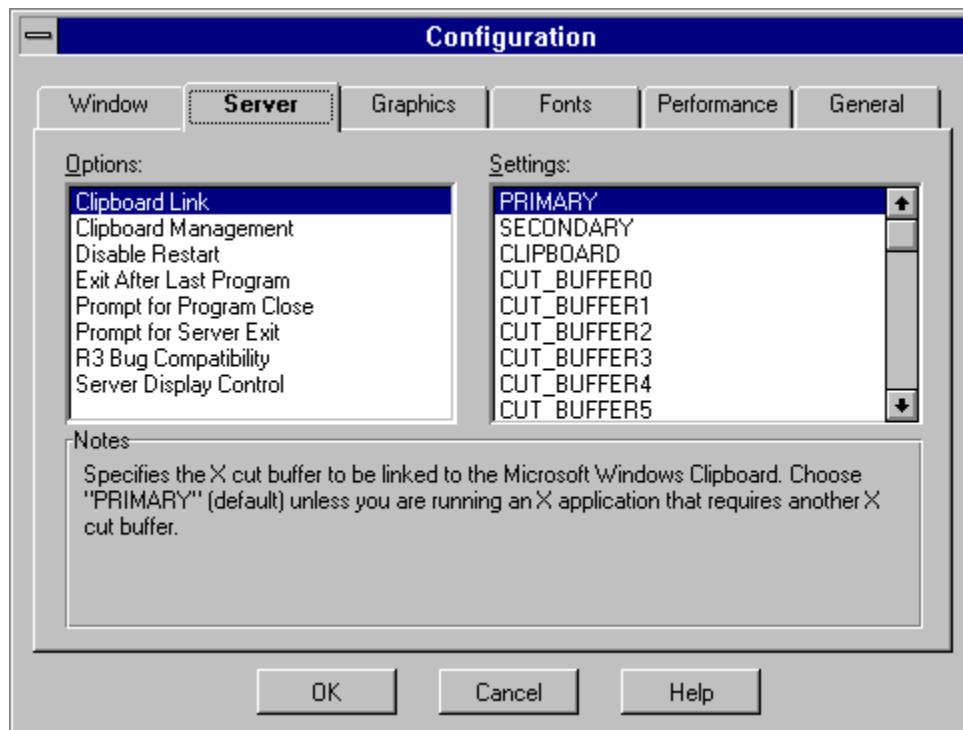 Configuration
Window Server Graphics Fonts Performance General
Options:
Clipboard Link
Clipboard Management
Disable Restart
Exit After Last Program
Prompt for Program Close
Prompt for Server Exit
R3 Bug Compatibility
Server Display Control
Settings:
PRIMARY
SECONDARY
CLIPBOARD
CUT_BUFFER0
CUT_BUFFER1
CUT_BUFFER2
CUT_BUFFER3
CUT_BUFFER4
CUT_BUFFER5
Notes
Specifies the X cut buffer to be linked to the Microsoft Windows Clipboard. Choose
"PRIMARY" (default) unless you are running an X application that requires another X
cut buffer.
OK Cancel Help